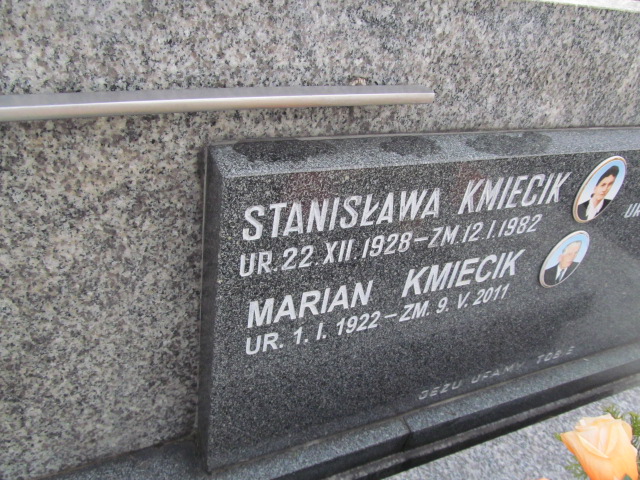 STANISŁAWA KMIECIK
UR. 22. XII. 1928 – ZM. 12. I. 1982
MARIAN KMIECIK
UR. 1. I. 1922 – ZM. 9. V. 2011
UFAMY TOBIE